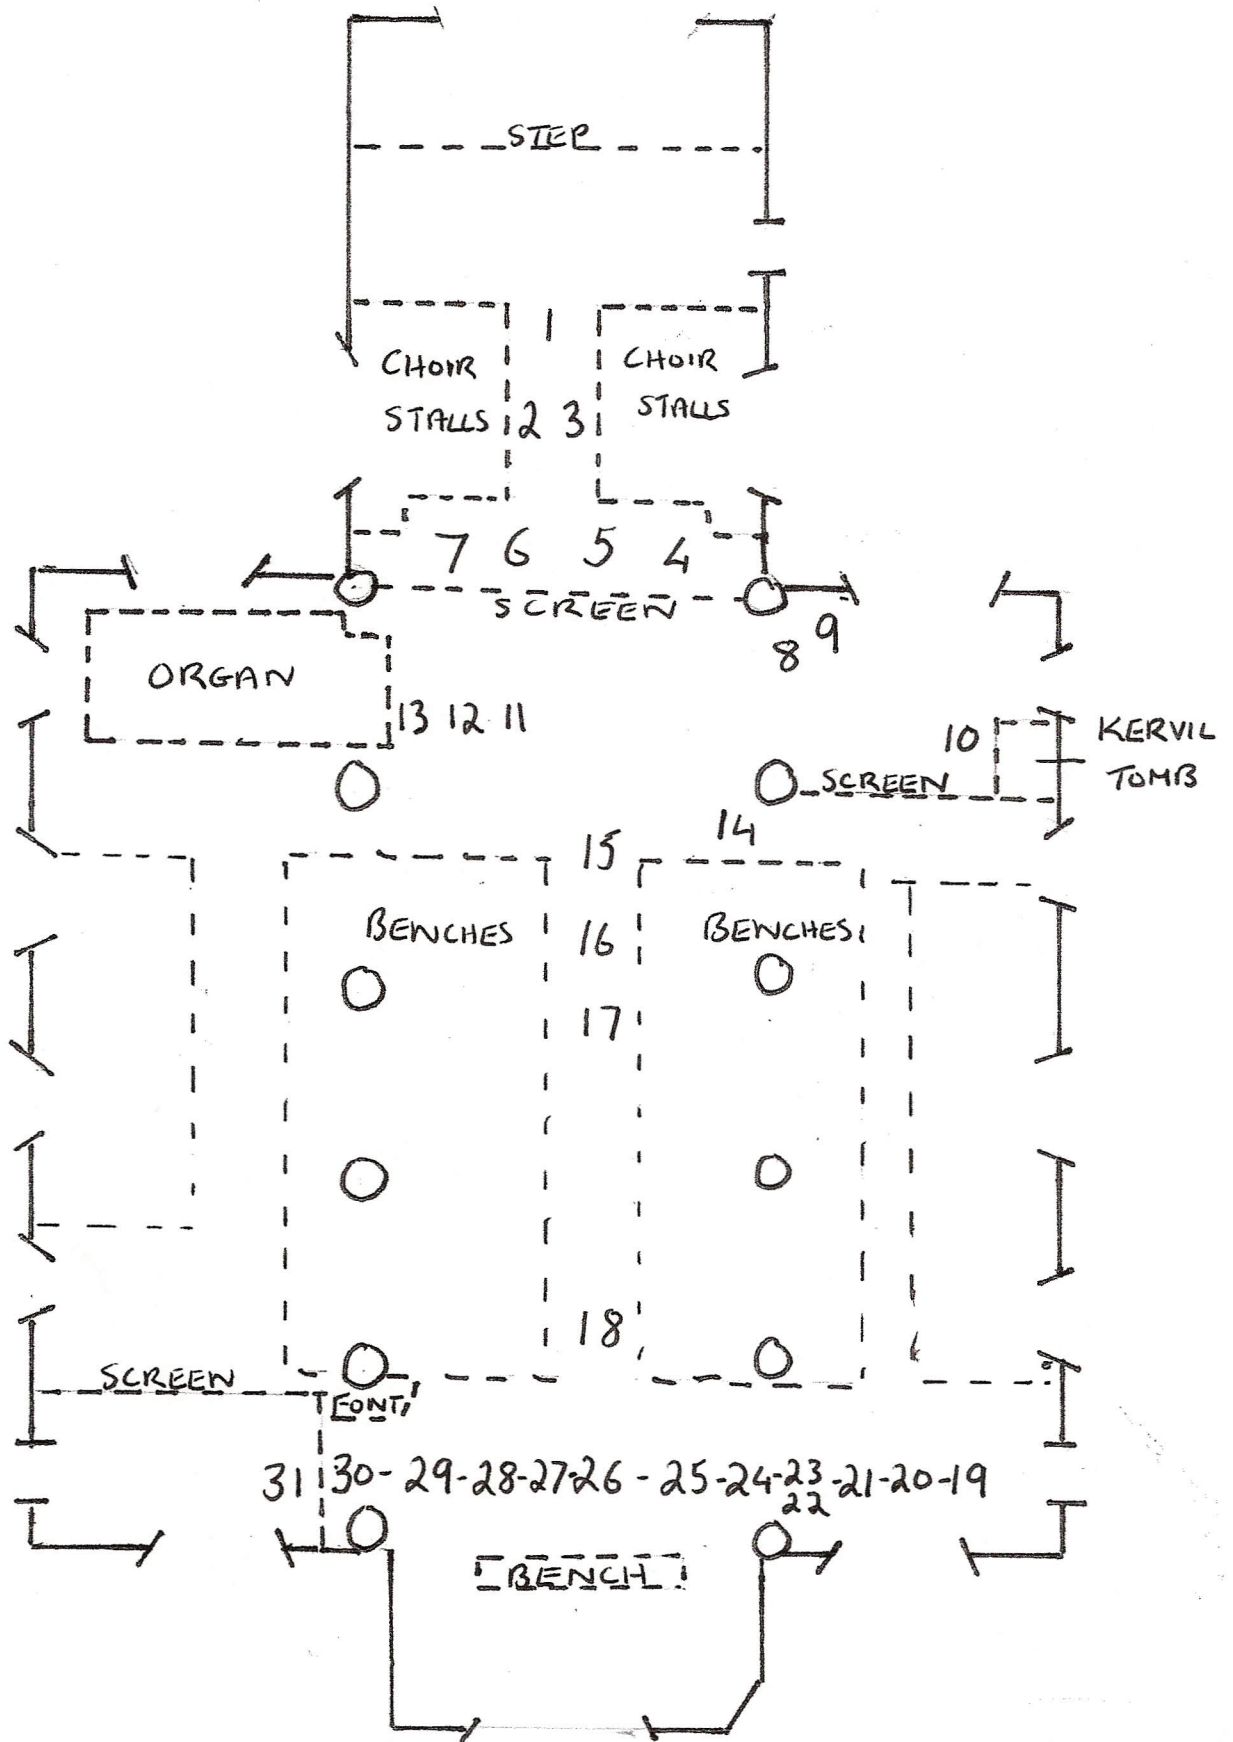 STEP
1
CHOIR STALLS
CHOIR STALLS
2 3
7 6 5 4
SCREEN
8 9
ORGAN
13 12 11
10
KERVIL TOMB
SCREEN
14
15
BENCHES
16
BENCHES
17
18
SCREEN
FONT
31 30-29-28-27-26-25-24-23-21-20-19
22
BENCH